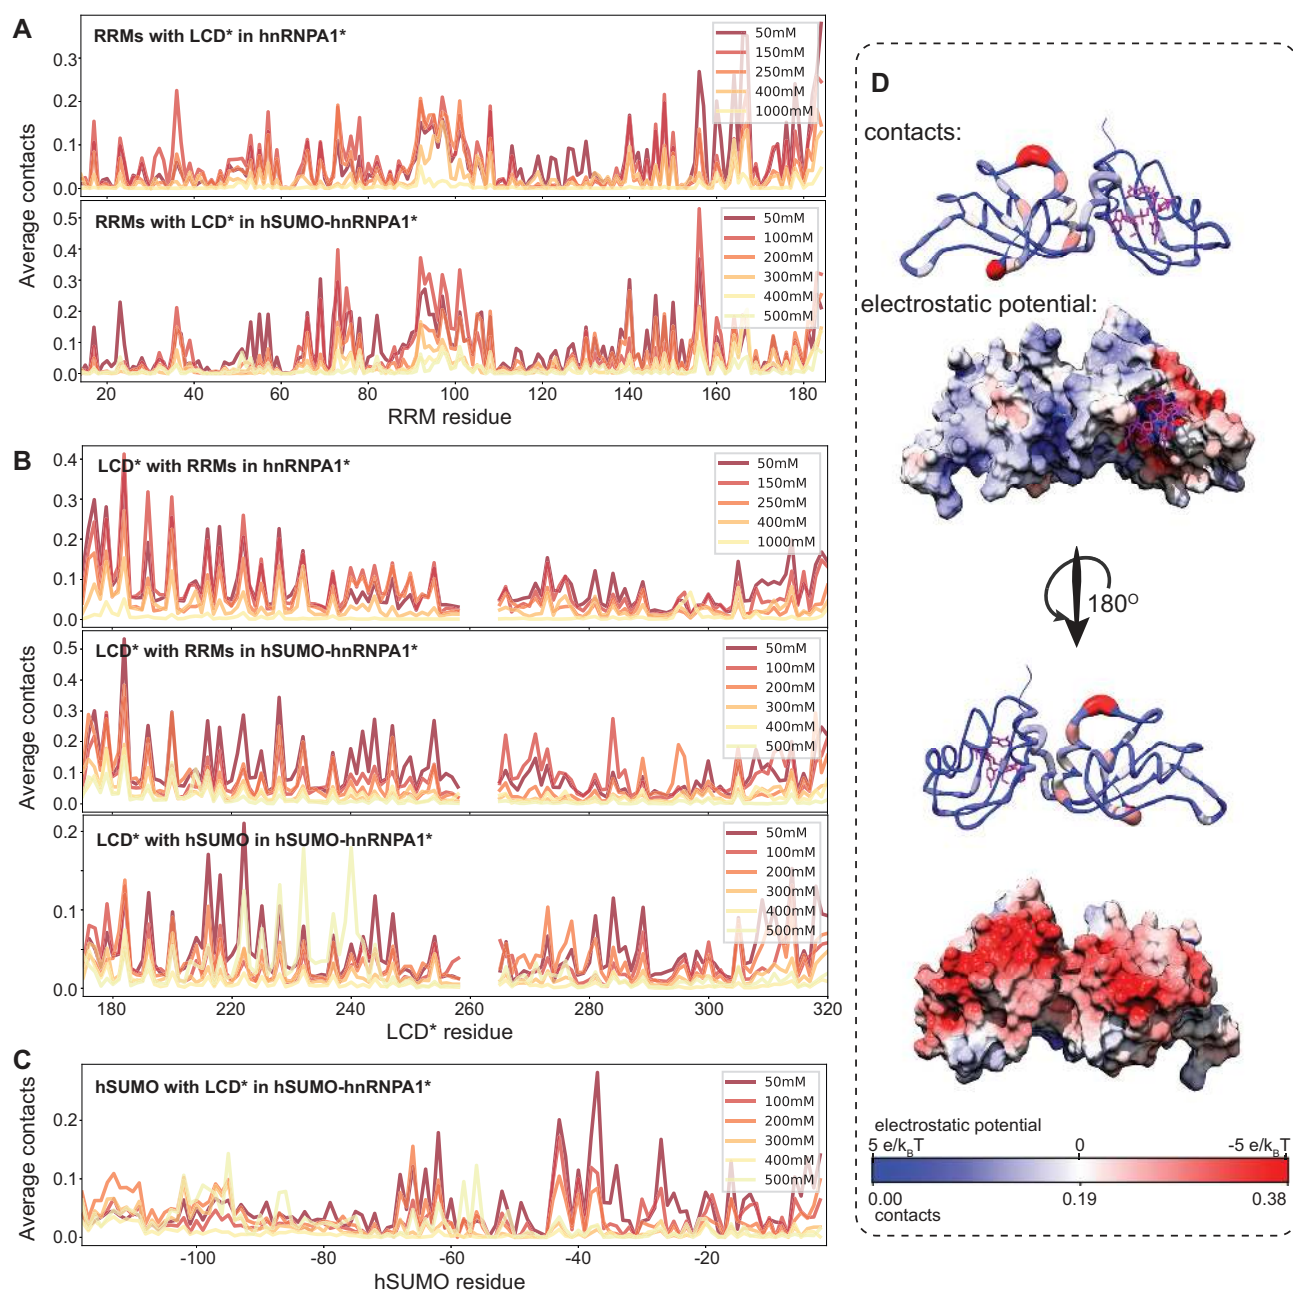 A
RRMs with LCD* in hnRNPA1*
50mM
150mM
250mM
400mM
1000mM
0.3
0.2
0.1
0.0
Average contacts
RRMs with LCD* in hSUMO-hnRNPA1*
50mM
100mM
200mM
300mM
400mM
500mM
0.5
0.4
0.3
0.2
0.1
0.0
20 40 60 80 100 120 140 160 180
RRM residue
B
LCD* with RRMs in hnRNPA1*
50mM
150mM
250mM
400mM
1000mM
0.4
0.3
0.2
0.1
0.0
Average contacts
LCD* with RRMs in hSUMO-hnRNPA1*
50mM
100mM
200mM
300mM
400mM
500mM
0.5
0.4
0.3
0.2
0.1
0.0
LCD* with hSUMO in hSUMO-hnRNPA1*
50mM
100mM
200mM
300mM
400mM
500mM
0.2
0.1
0.0
180 220 240 260 280 300 320
LCD* residue
C
hSUMO with LCD* in hSUMO-hnRNPA1*
50mM
100mM
200mM
300mM
400mM
500mM
0.2
0.1
0.0
Average contacts
-100 -80 -60 -40 -20
hSUMO residue
D
contacts:
electrostatic potential:
180°
electrostatic potential
5 e/kBT 0 -5 e/kBT
0.00 0.19 0.38
contacts